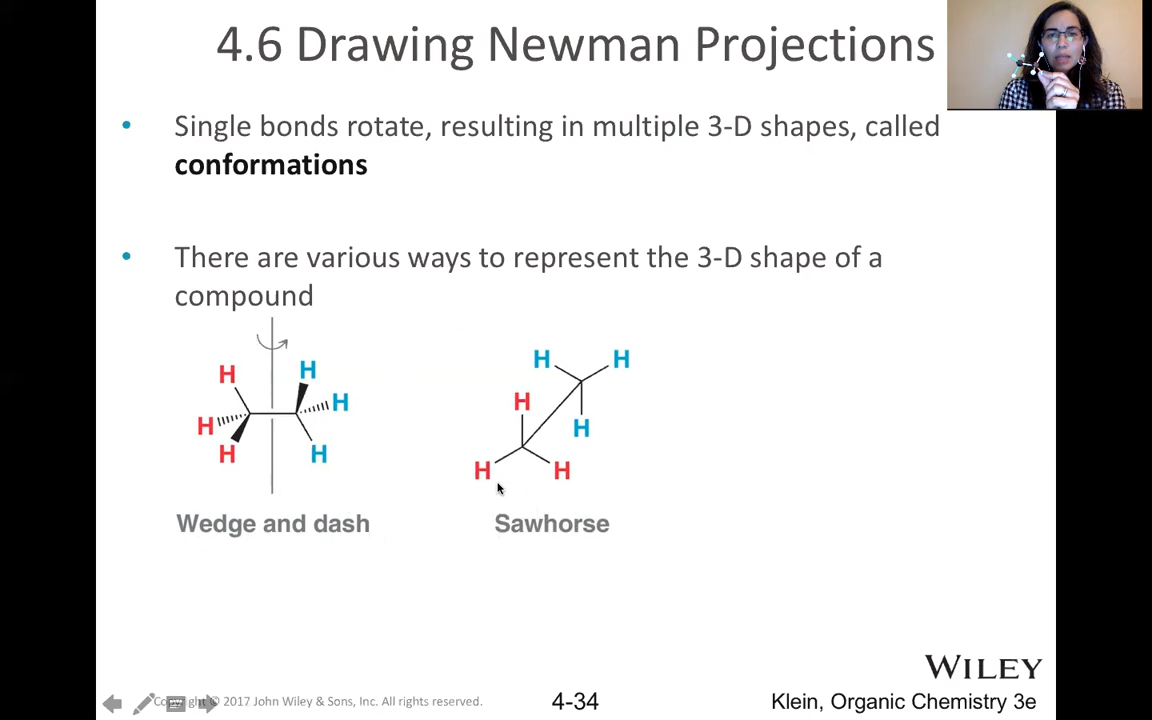 4.6 Drawing Newman Projections
• Single bonds rotate, resulting in multiple 3-D shapes, called
conformations
• There are various ways to represent the 3-D shape of a
compound
H H
H H
H H
Wedge and dash
H H
H
H
H H
Sawhorse
WILEY
© 2017 John Wiley & Sons, Inc. All rights reserved.
4-34
Klein, Organic Chemistry 3e